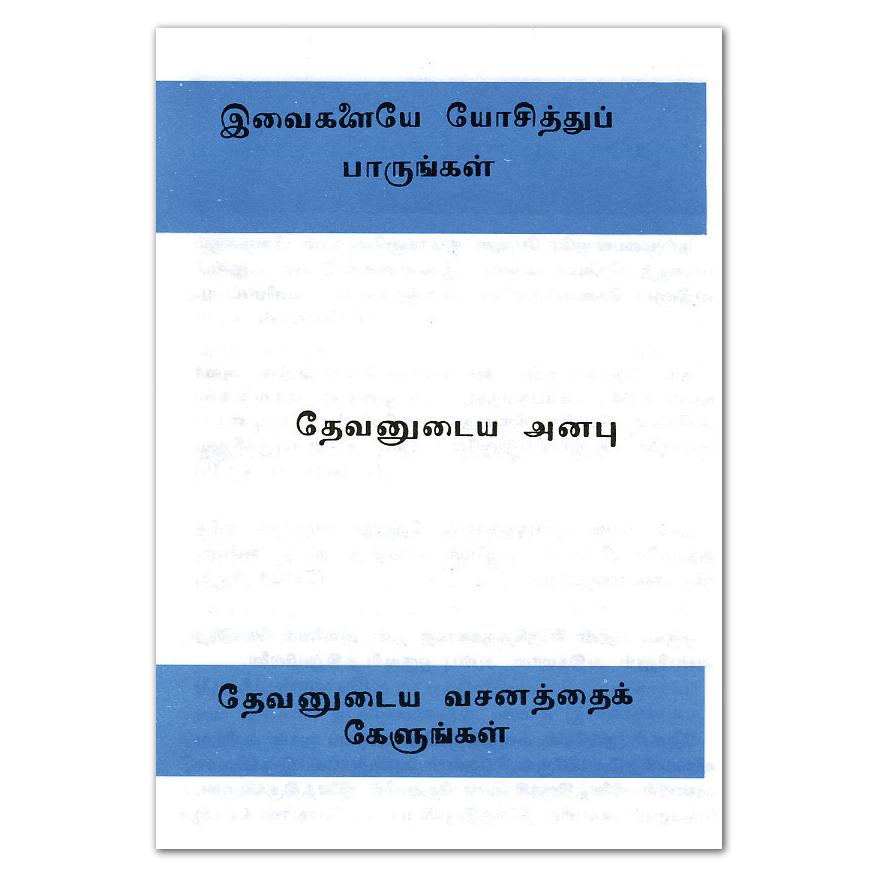 இவைகளையே யோசித்துப்
பாருங்கள்
தேவனுடைய அனபு
தேவனுடைய வசனத்தைக்
கேளுங்கள்